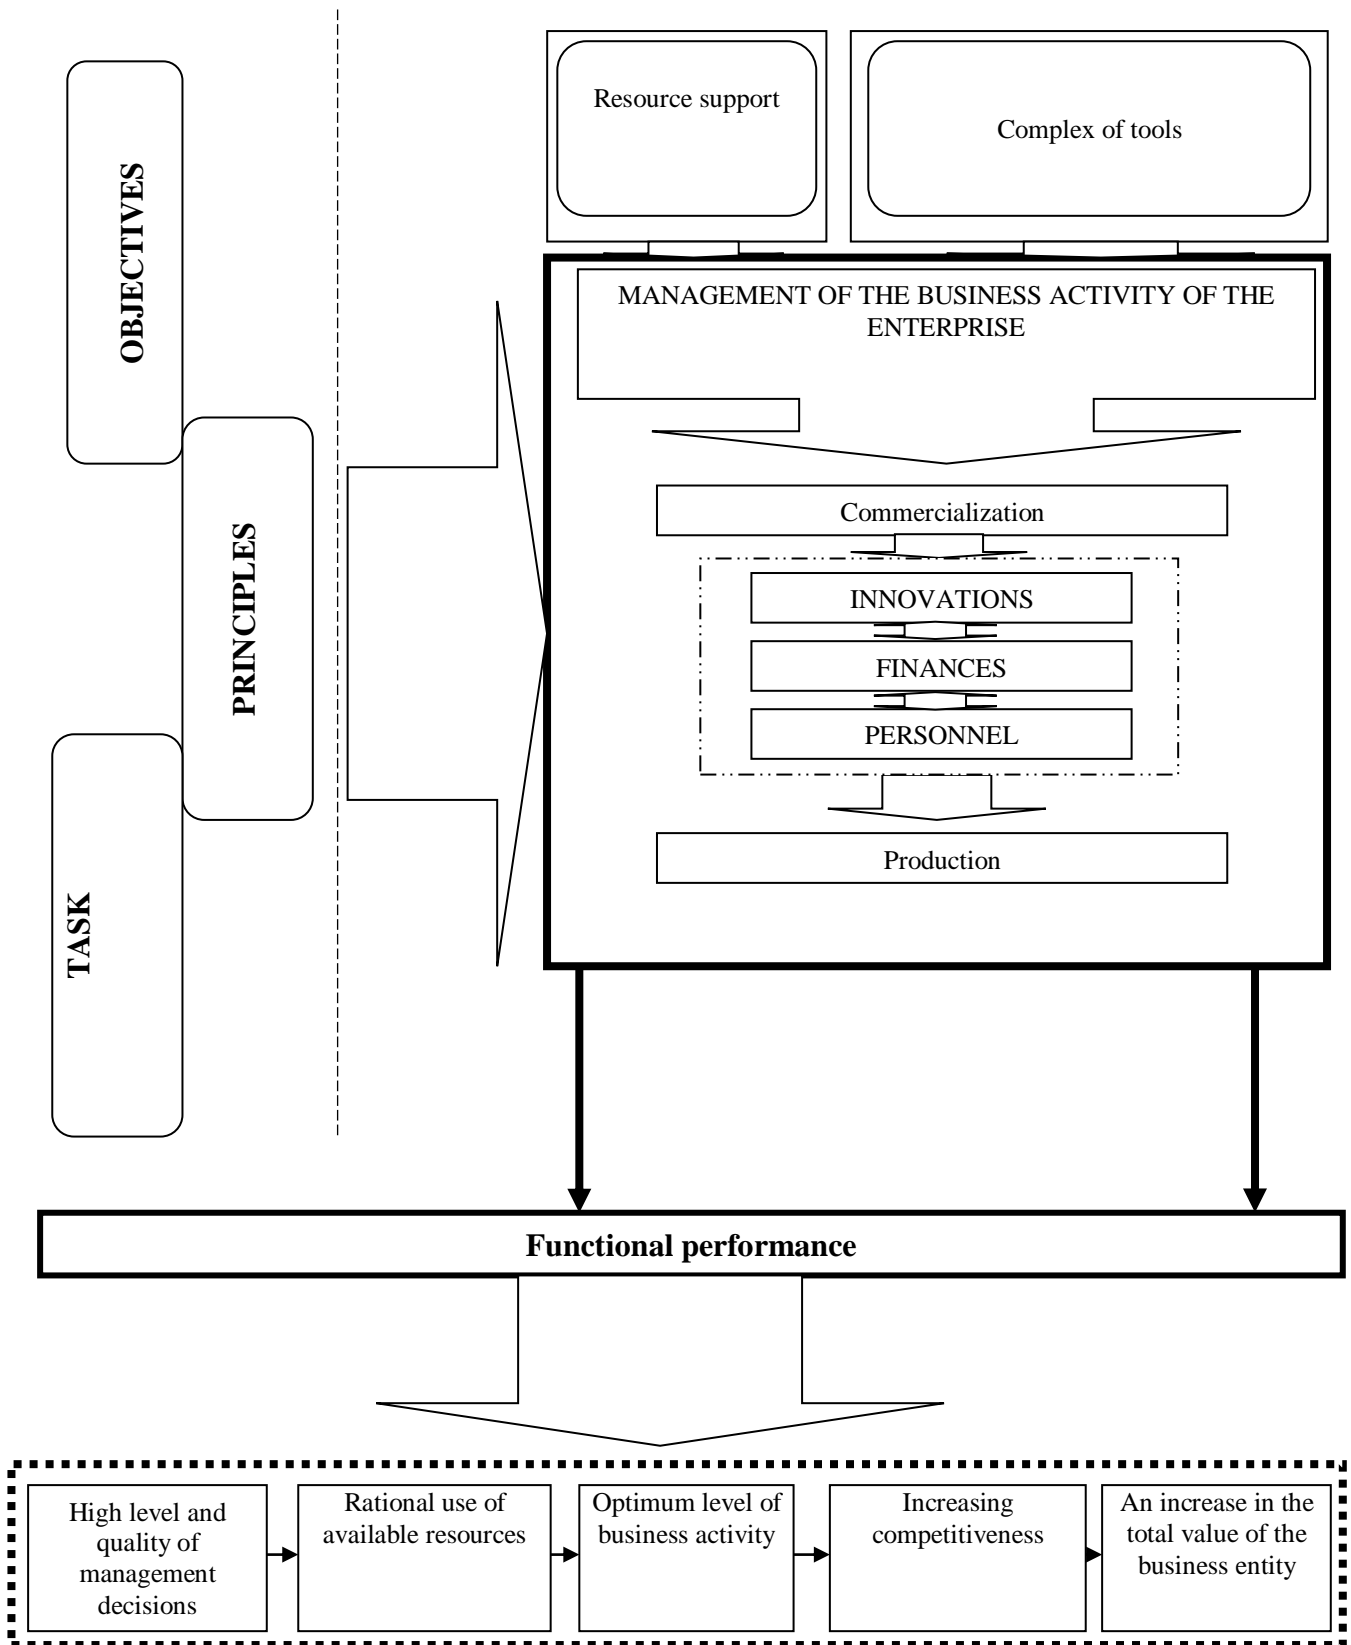 OBJECTIVES
PRINCIPLES
TASK
Resource support
Complex of tools
MANAGEMENT OF THE BUSINESS ACTIVITY OF THE
ENTERPRISE
Commercialization
INNOVATIONS
FINANCES
PERSONNEL
Production
Functional performance
High level and
quality of
management
decisions
Rational use of
available resources
Optimum level of
business activity
Increasing
competitiveness
An increase in the
total value of the
business entity